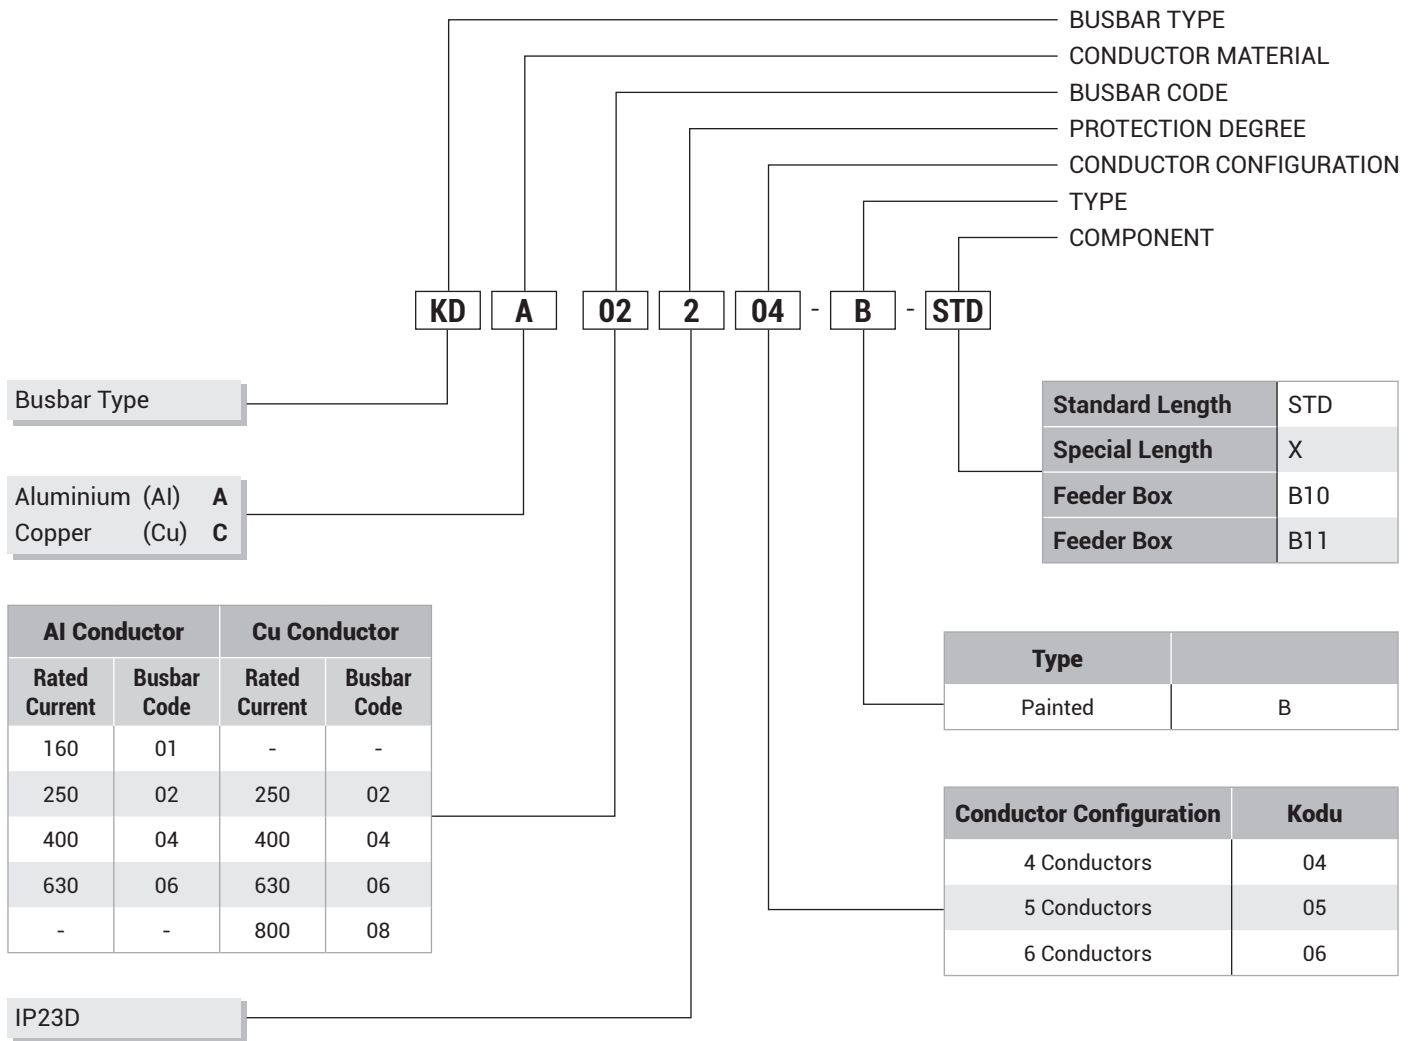 BUSBAR TYPE
CONDUCTOR MATERIAL
BUSBAR CODE
PROTECTION DEGREE
CONDUCTOR CONFIGURATION
TYPE
COMPONENT
KD A 02 2 04 - B - STD
Busbar Type
Aluminium (Al) A
Copper (Cu) C
Standard Length STD
Special Length X
Feeder Box B10
Feeder Box B11
Al Conductor Cu Conductor
Rated Current Busbar Code Rated Current Busbar Code
160 01 - -
250 02 250 02
400 04 400 04
630 06 630 06
- - 800 08
Type
Painted B
Conductor Configuration Kodu
4 Conductors 04
5 Conductors 05
6 Conductors 06
IP23D